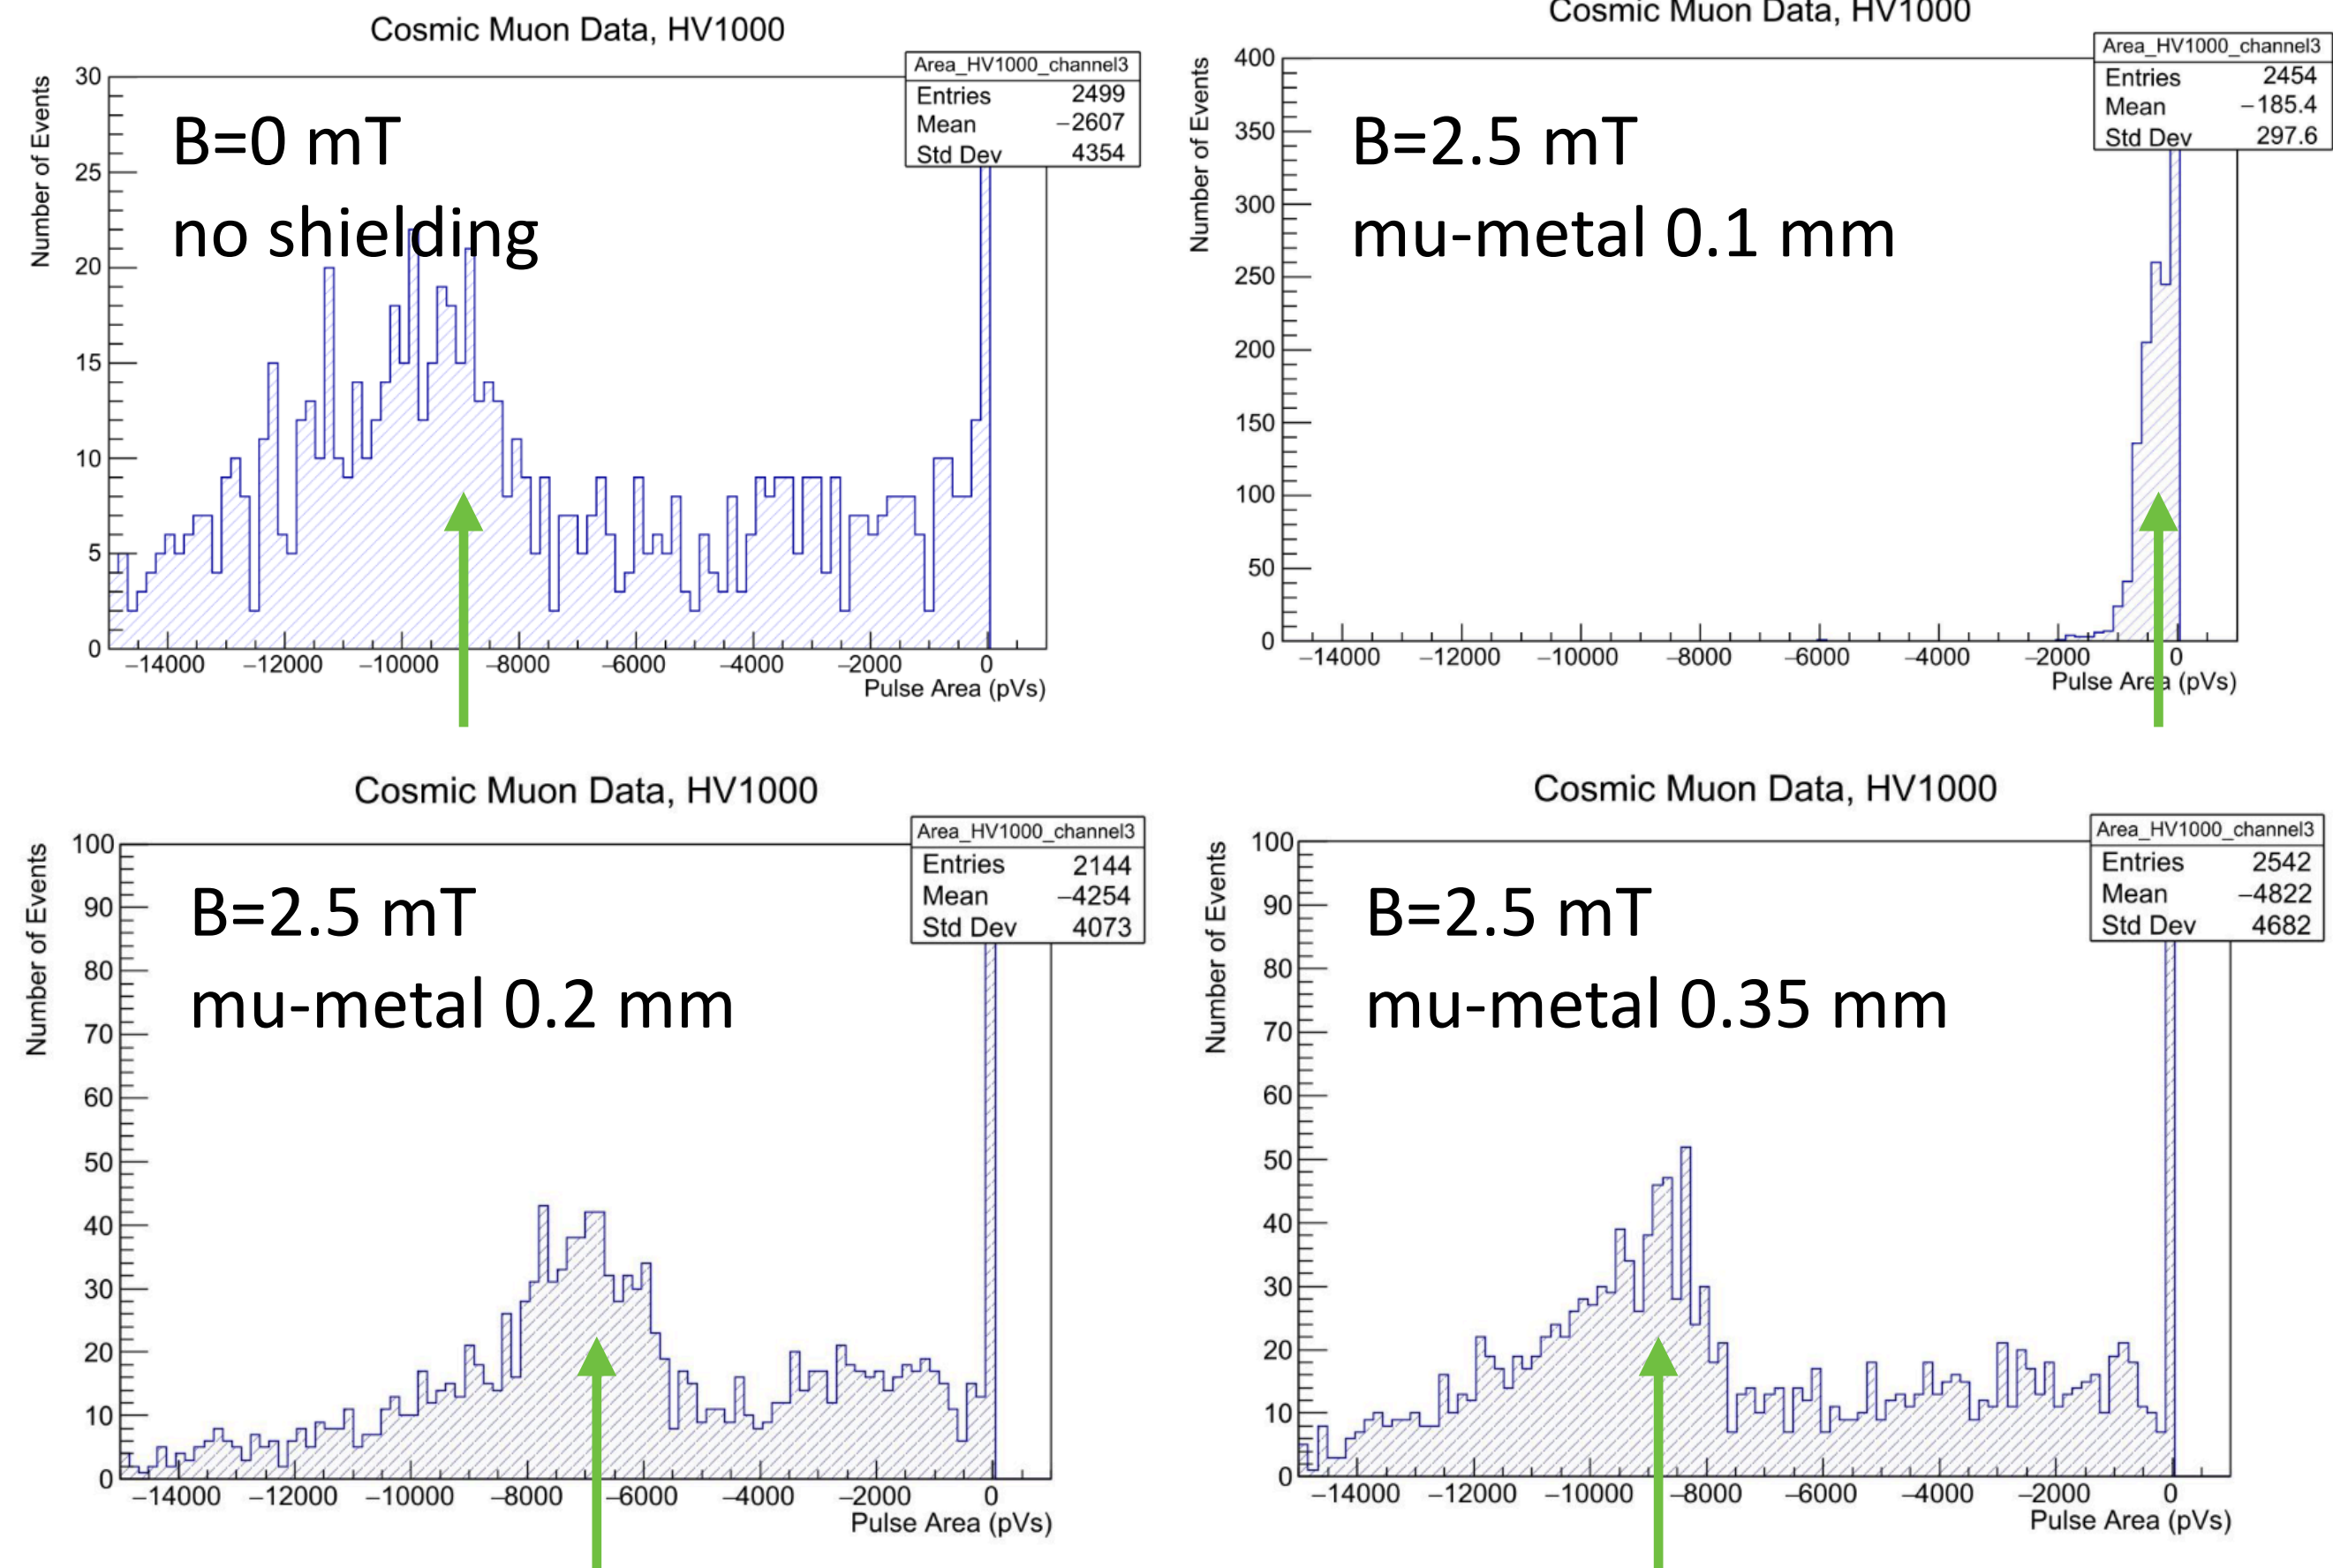 Cosmic Muon Data, HV1000
Area_HV1000_channel3
Entries 2499
Mean −2607
Std Dev 4354
B=0 mT
no shielding
Number of Events
30
25
20
15
10
5
0
−14000 −12000 −10000 −8000 −6000 −4000 −2000 0
Pulse Area (pVs)
Cosmic Muon Data, HV1000
Area_HV1000_channel3
Entries 2454
Mean −185.4
Std Dev 297.6
B=2.5 mT
mu-metal 0.1 mm
Number of Events
400
350
300
250
200
150
100
50
0
−14000 −12000 −10000 −8000 −6000 −4000 −2000 0
Pulse Area (pVs)
Cosmic Muon Data, HV1000
Area_HV1000_channel3
Entries 2144
Mean −4254
Std Dev 4073
B=2.5 mT
mu-metal 0.2 mm
Number of Events
100
90
80
70
60
50
40
30
20
10
0
−14000 −12000 −10000 −8000 −6000 −4000 −2000 0
Pulse Area (pVs)
Cosmic Muon Data, HV1000
Area_HV1000_channel3
Entries 2542
Mean −4822
Std Dev 4682
B=2.5 mT
mu-metal 0.35 mm
Number of Events
100
90
80
70
60
50
40
30
20
10
0
−14000 −12000 −10000 −8000 −6000 −4000 −2000 0
Pulse Area (pVs)